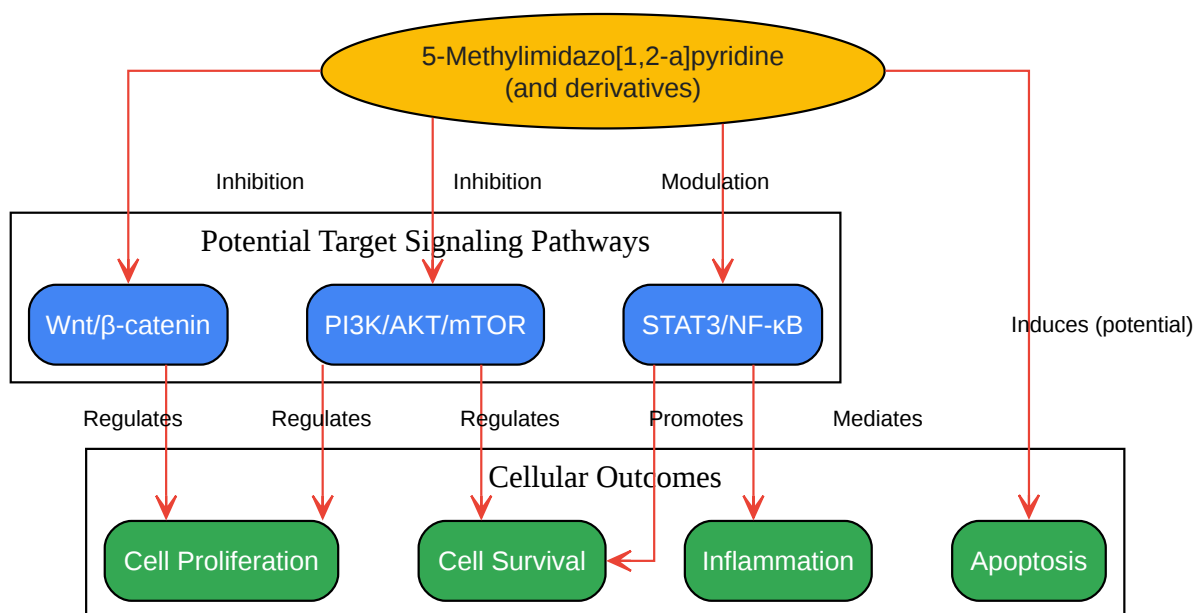 5-Methylimidazo[1,2-a]pyridine
(and derivatives)
Inhibition
Inhibition
Modulation
Potential Target Signaling Pathways
Wnt/β-catenin
PI3K/AKT/mTOR
STAT3/NF-κB
Induces (potential)
Regulates
Regulates
Regulates
Promotes
Mediates
Cellular Outcomes
Cell Proliferation
Cell Survival
Inflammation
Apoptosis